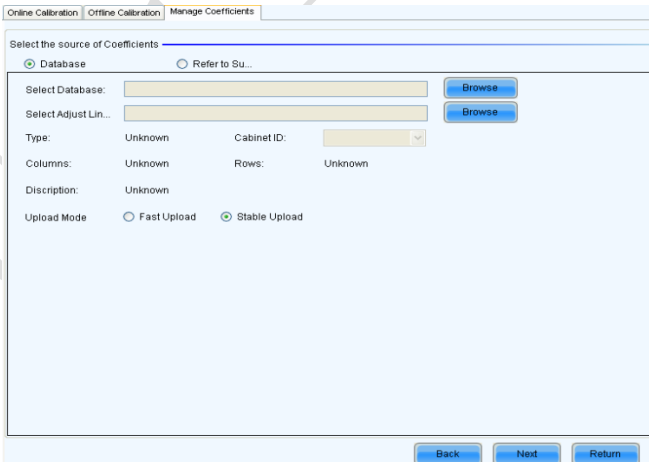 Online Calibration Offline Calibration Manage Coefficients
Select the source of Coefficients
Database Refer to Su...
Select Database: Browse
Select Adjust Lin... Browse
Type: Unknown Cabinet ID:
Columns: Unknown Rows: Unknown
Discription: Unknown
Upload Mode Fast Upload Stable Upload
Back Next Return